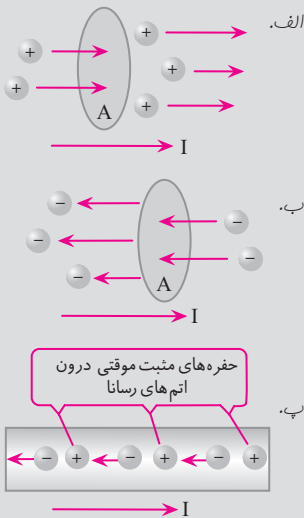 الف.
+ +
+ +
+
A
I
ب.
− −
− −
−
A
I
پ.
حفره‌های مثبت موقتی درون
اتم‌های رسانا
− + − + − +
I